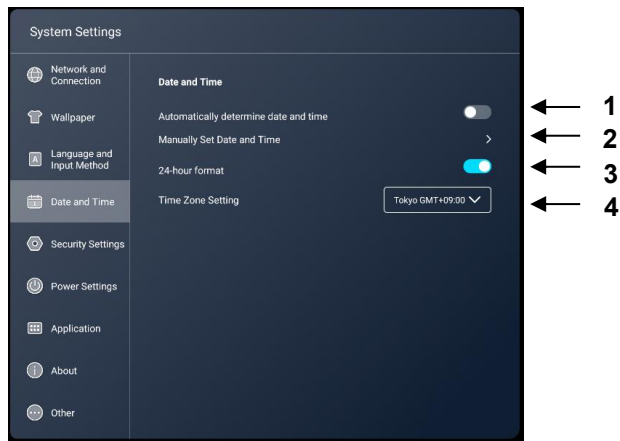 System Settings
Network and
Connection
Wallpaper
Language and
Input Method
Date and Time
Security Settings
Power Settings
Application
About
Other
Date and Time
Automatically determine date and time
Manually Set Date and Time
24-hour format
Time Zone Setting
Tokyo GMT+09:00
1
2
3
4
A